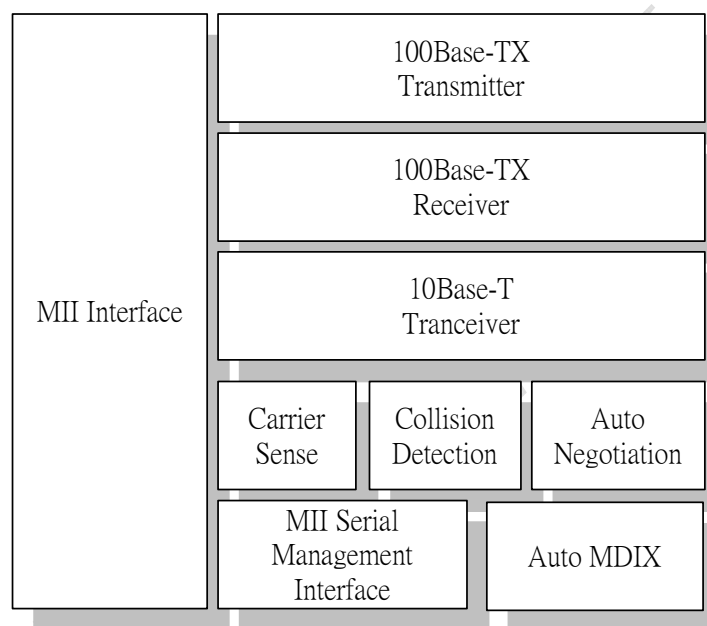 MII Interface
100Base-TX
Transmitter
100Base-TX
Receiver
10Base-T
Tranceiver
Carrier
Sense
Collision
Detection
Auto
Negotiation
MII Serial
Management
Interface
Auto MDIX